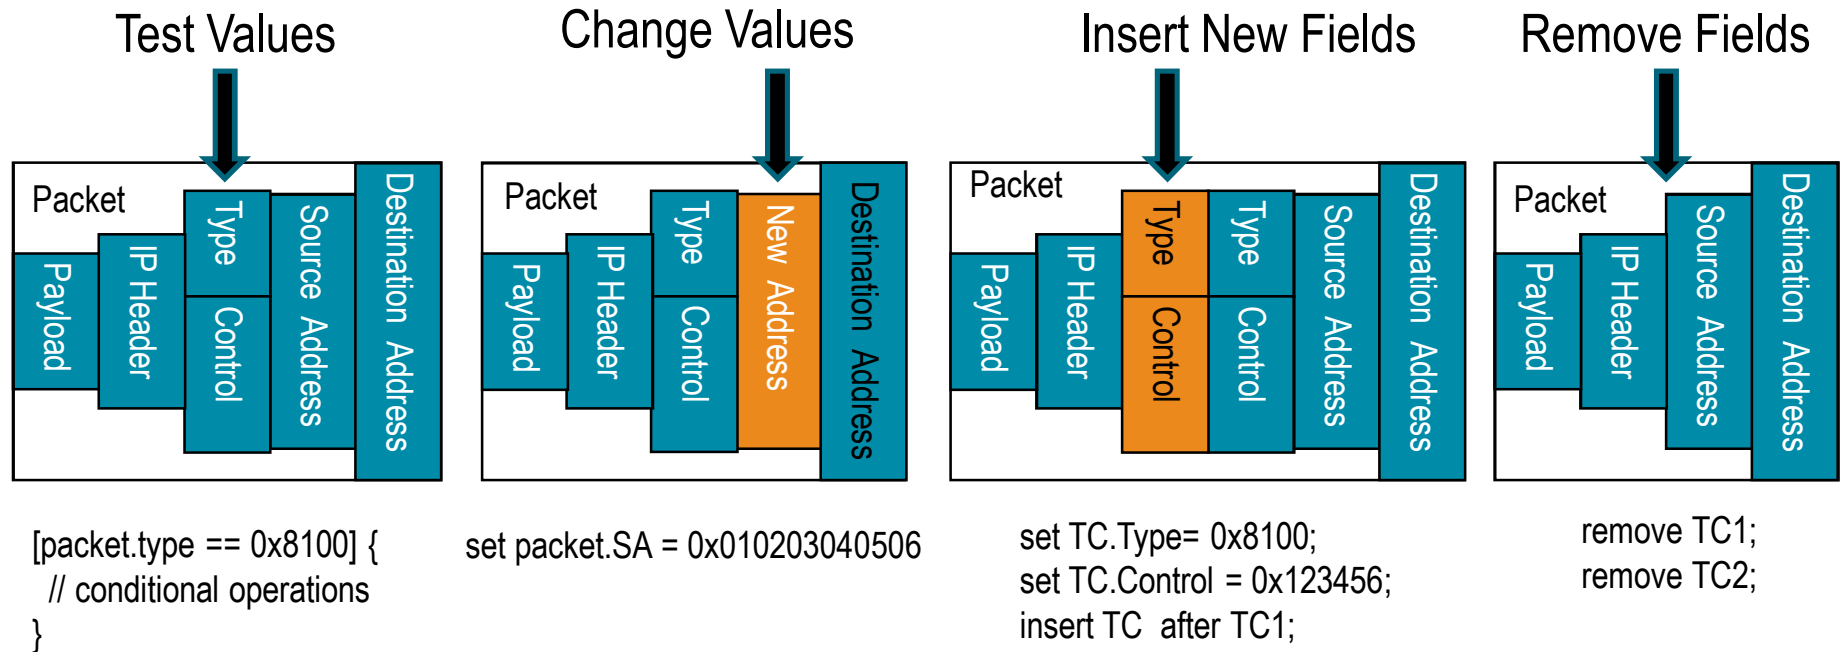 Test Values
Change Values
Insert New Fields
Remove Fields
Packet
Payload
IP Header
Type
Control
Source Address
Destination Address
Packet
Payload
IP Header
Type
Control
New Address
Destination Address
Packet
Payload
IP Header
Type
Control
Type
Control
Source Address
Destination Address
Packet
Payload
IP Header
Source Address
Destination Address
[packet.type == 0x8100] {
// conditional operations
}
set packet.SA = 0x010203040506
set TC.Type= 0x8100;
set TC.Control = 0x123456;
insert TC after TC1;
remove TC1;
remove TC2;